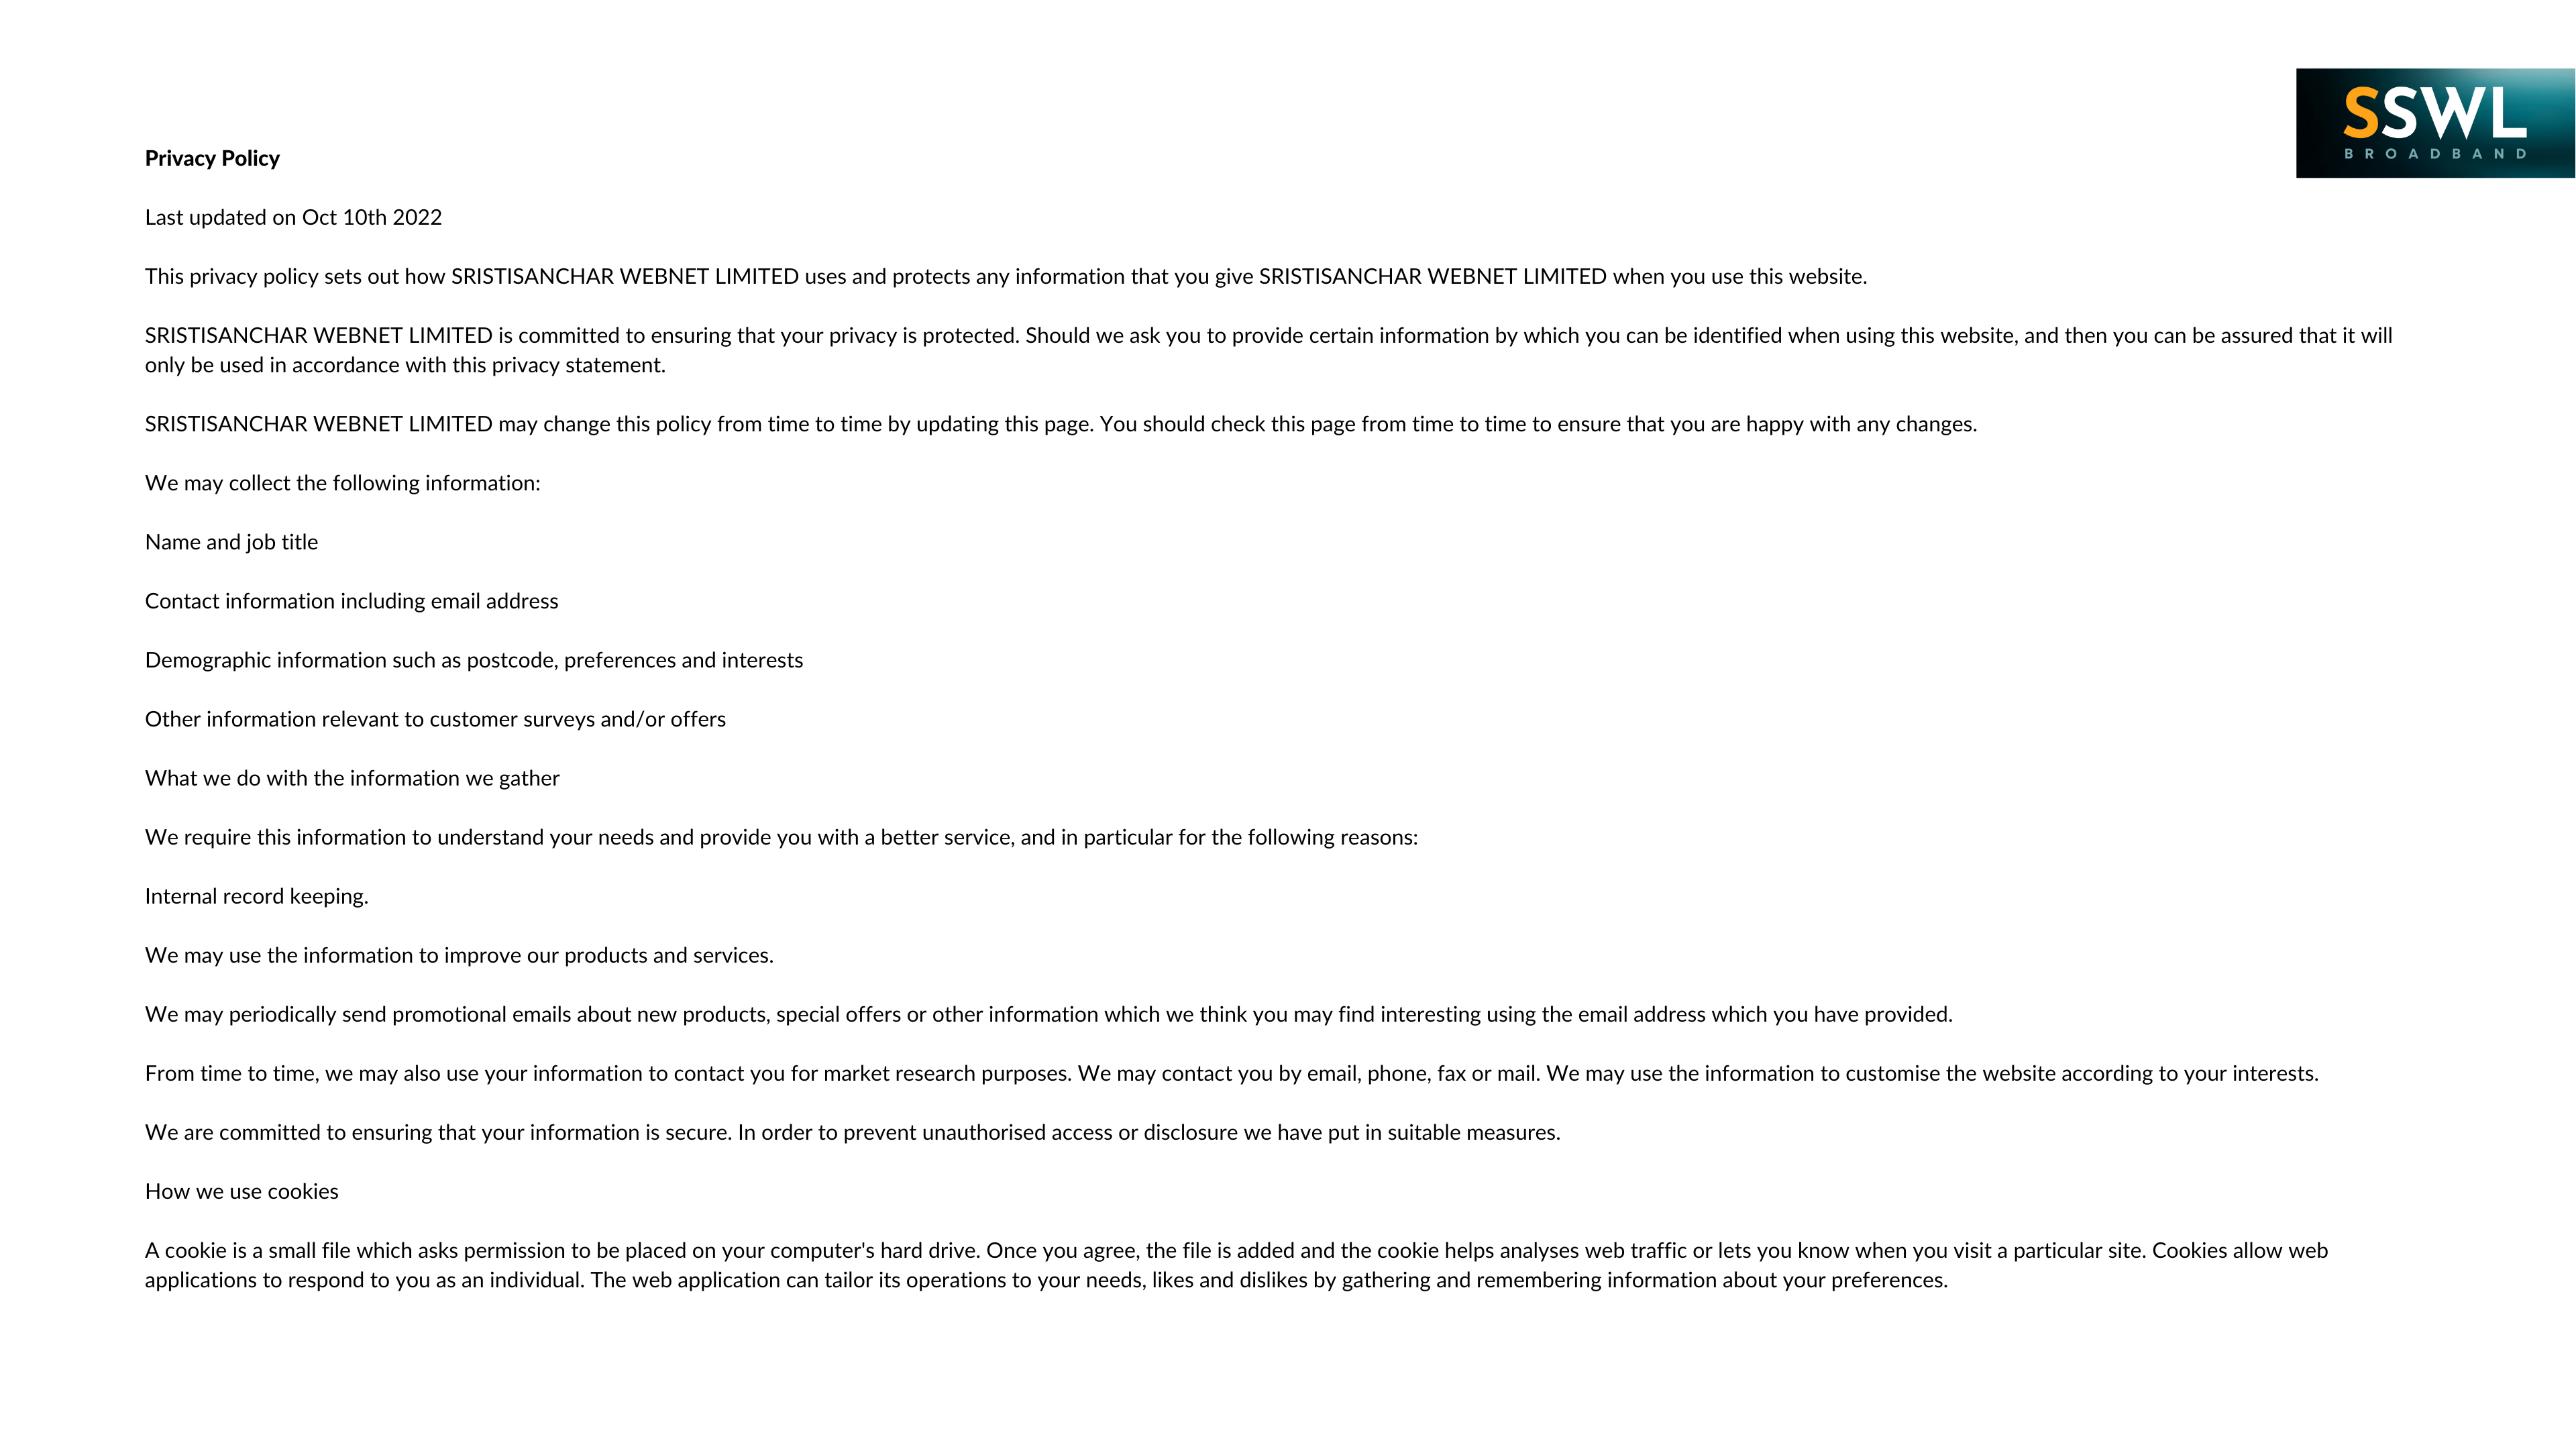 SSWL
BROADBAND
Privacy Policy
Last updated on Oct 10th 2022
This privacy policy sets out how SRISTISANCHAR WEBNET LIMITED uses and protects any information that you give SRISTISANCHAR WEBNET LIMITED when you use this website.
SRISTISANCHAR WEBNET LIMITED is committed to ensuring that your privacy is protected. Should we ask you to provide certain information by which you can be identified when using this website, and then you can be assured that it will
only be used in accordance with this privacy statement.
SRISTISANCHAR WEBNET LIMITED may change this policy from time to time by updating this page. You should check this page from time to time to ensure that you are happy with any changes.
We may collect the following information:
Name and job title
Contact information including email address
Demographic information such as postcode, preferences and interests
Other information relevant to customer surveys and/or offers
What we do with the information we gather
We require this information to understand your needs and provide you with a better service, and in particular for the following reasons:
Internal record keeping.
We may use the information to improve our products and services.
We may periodically send promotional emails about new products, special offers or other information which we think you may find interesting using the email address which you have provided.
From time to time, we may also use your information to contact you for market research purposes. We may contact you by email, phone, fax or mail. We may use the information to customise the website according to your interests.
We are committed to ensuring that your information is secure. In order to prevent unauthorised access or disclosure we have put in suitable measures.
How we use cookies
A cookie is a small file which asks permission to be placed on your computer's hard drive. Once you agree, the file is added and the cookie helps analyses web traffic or lets you know when you visit a particular site. Cookies allow web
applications to respond to you as an individual. The web application can tailor its operations to your needs, likes and dislikes by gathering and remembering information about your preferences.